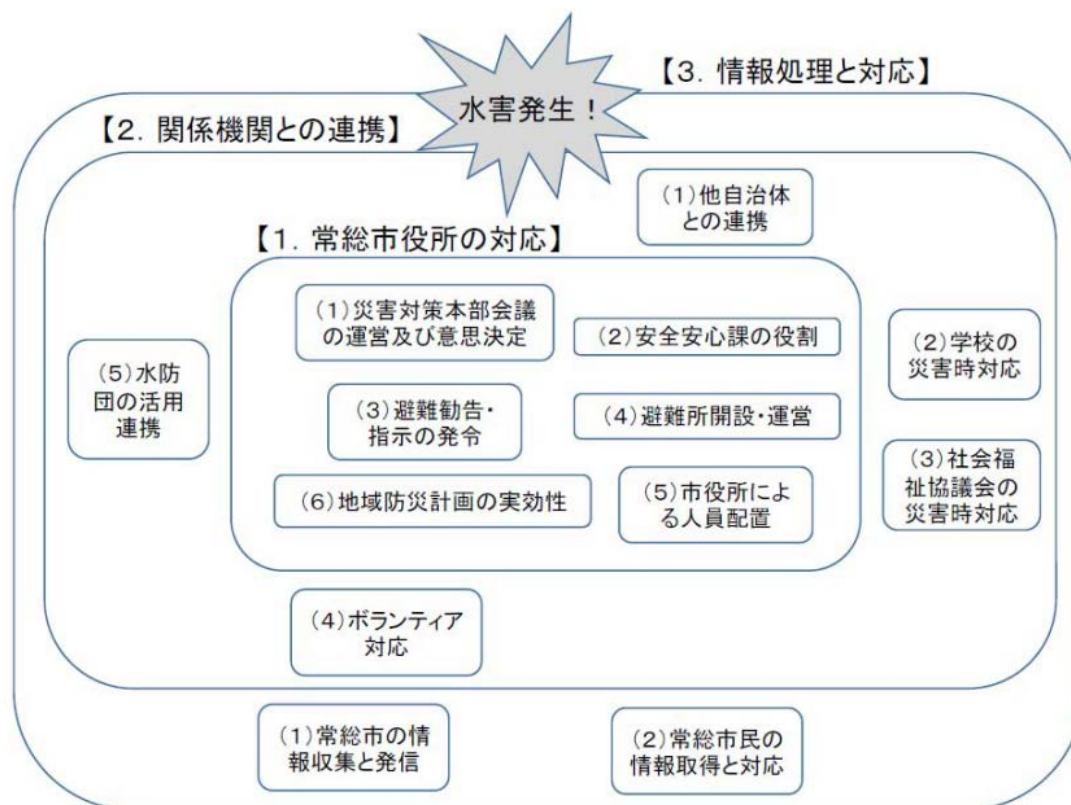 水害発生！
【３．情報処理と対応】
【２．関係機関との連携】
（１）他自治体
との連携
【１．常総市役所の対応】
（１）災害対策本部会議
の運営及び意思決定
（２）安全安心課の役割
（２）学校の
災害時対応
（５）水防
団の活用
連携
（３）避難勧告・
指示の発令
（４）避難所開設・運営
（３）社会福
祉協議会の
災害時対応
（６）地域防災計画の実効性
（５）市役所によ
る人員配置
（４）ボランティア
対応
（１）常総市の情
報収集と発信
（２）常総市民の
情報取得と対応